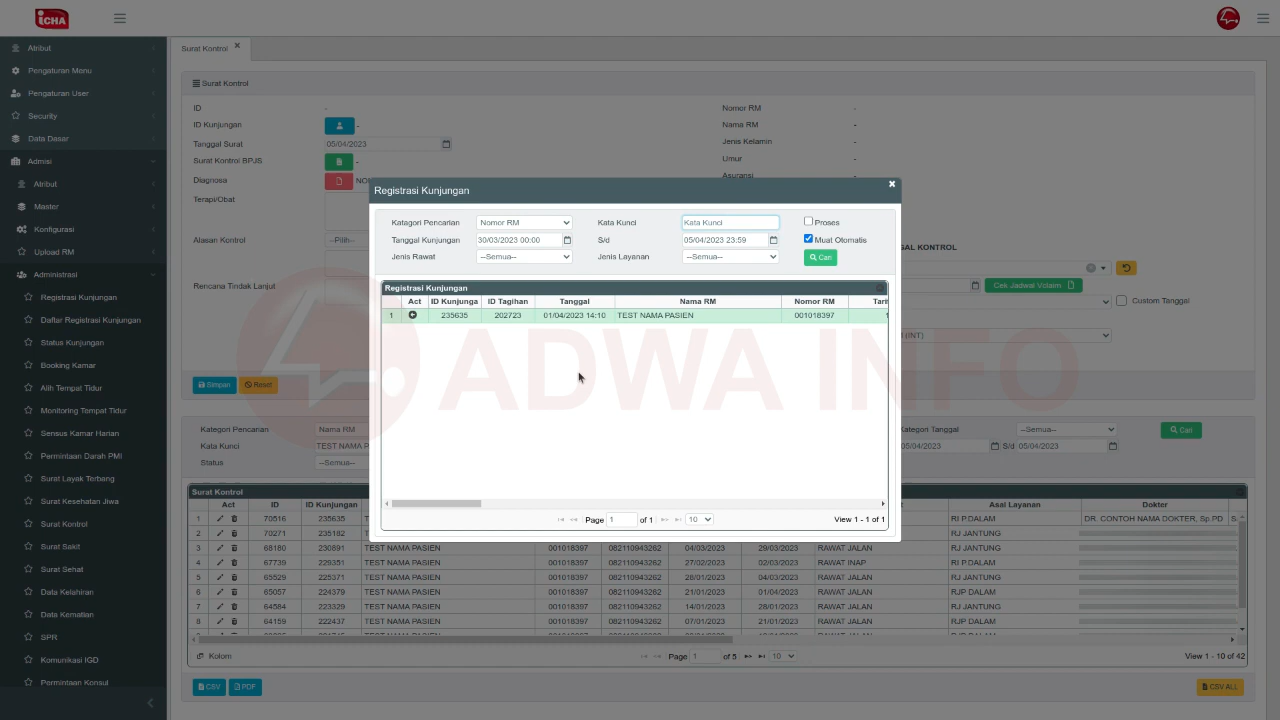 iCHA
Surat Kontrol ×
Atribut
Pengaturan Menu
Pengaturan User
Security
Data Dasar
Admisi
Atribut
Master
Konfigurasi
Upload RM
Administrasi
Registrasi Kunjungan
Daftar Registrasi Kunjungan
Status Kunjungan
Booking Kamar
Alih Tempat Tidur
Monitoring Tempat Tidur
Sensus Kamar Harian
Permintaan Darah PMI
Surat Layak Terbang
Surat Kesehatan Jiwa
Surat Kontrol
Surat Sakit
Surat Sehat
Data Kelahiran
Data Kematian
SPR
Komunikasi IGD
Permintaan Konsul
Surat Kontrol
ID - Nomor RM -
ID Kunjungan - Nama RM -
Tanggal Surat 05/04/2023 Jenis Kelamin -
Surat Kontrol BPJS - Umur -
Diagnosa NO Asuransi
Terapi/Obat
Alasan Kontrol --Pilih-- GAL KONTROL
Rencana Tindak Lanjut Cek Jadwal Vclaim
Custom Tanggal
(INT)
Simpan Reset
Registrasi Kunjungan ×
Katagori Pencarian Nomor RM Kata Kunci Kata Kunci Proses
Tanggal Kunjungan 30/03/2023 00:00 S/d 05/04/2023 23:59 Muat Otomatis
Jenis Rawat --Semua-- Jenis Layanan --Semua-- Cari
Registrasi Kunjungan
Act ID Kunjunga ID Tagihan Tanggal Nama RM Nomor RM Tari
1 235635 202723 01/04/2023 14:10 TEST NAMA PASIEN 001018397 1
ADWA INFO
Page 1 of 1 10 View 1 - 1 of 1
Kategori Pencarian Nama RM Kategori Tanggal --Semua-- Cari
Kata Kunci TEST NAMA P 05/04/2023 S/d 05/04/2023
Status --Semua--
Surat Kontrol
Act ID ID Kunjungan Asal Layanan Dokter
1 70516 235635 T RI P.DALAM DR. CONTOH NAMA DOKTER, Sp.PD S
2 70271 235182 RJ JANTUNG
3 68180 230891 TEST NAMA PASIEN 001018397 082110943262 04/03/2023 29/03/2023 RAWAT JALAN RJ JANTUNG
4 67739 229351 TEST NAMA PASIEN 001018397 082110943262 27/02/2023 02/03/2023 RAWAT INAP RI P.DALAM
5 65529 225371 TEST NAMA PASIEN 001018397 082110943262 28/01/2023 04/03/2023 RAWAT JALAN RJ JANTUNG
6 65057 224379 TEST NAMA PASIEN 001018397 082110943262 21/01/2023 01/04/2023 RAWAT JALAN RJP DALAM
7 64584 223329 TEST NAMA PASIEN 001018397 082110943262 14/01/2023 28/01/2023 RAWAT JALAN RJ JANTUNG
8 64159 222437 TEST NAMA PASIEN 001018397 082110943262 07/01/2023 21/01/2023 RAWAT JALAN RJP DALAM
Kolom Page 1 of 5 10 View 1 - 10 of 42
CSV PDF CSV ALL